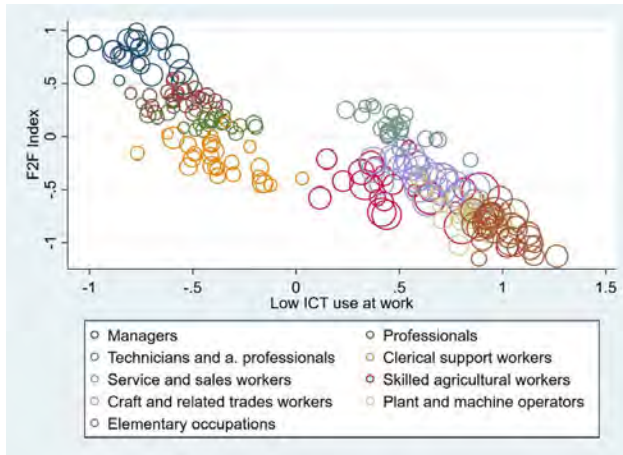 1
.5
0
-.5
-1
F2F Index
-1
-.5
0
.5
1
1.5
Low ICT use at work
Managers
Professionals
Technicians and a. professionals
Clerical support workers
Service and sales workers
Skilled agricultural workers
Craft and related trades workers
Plant and machine operators
Elementary occupations